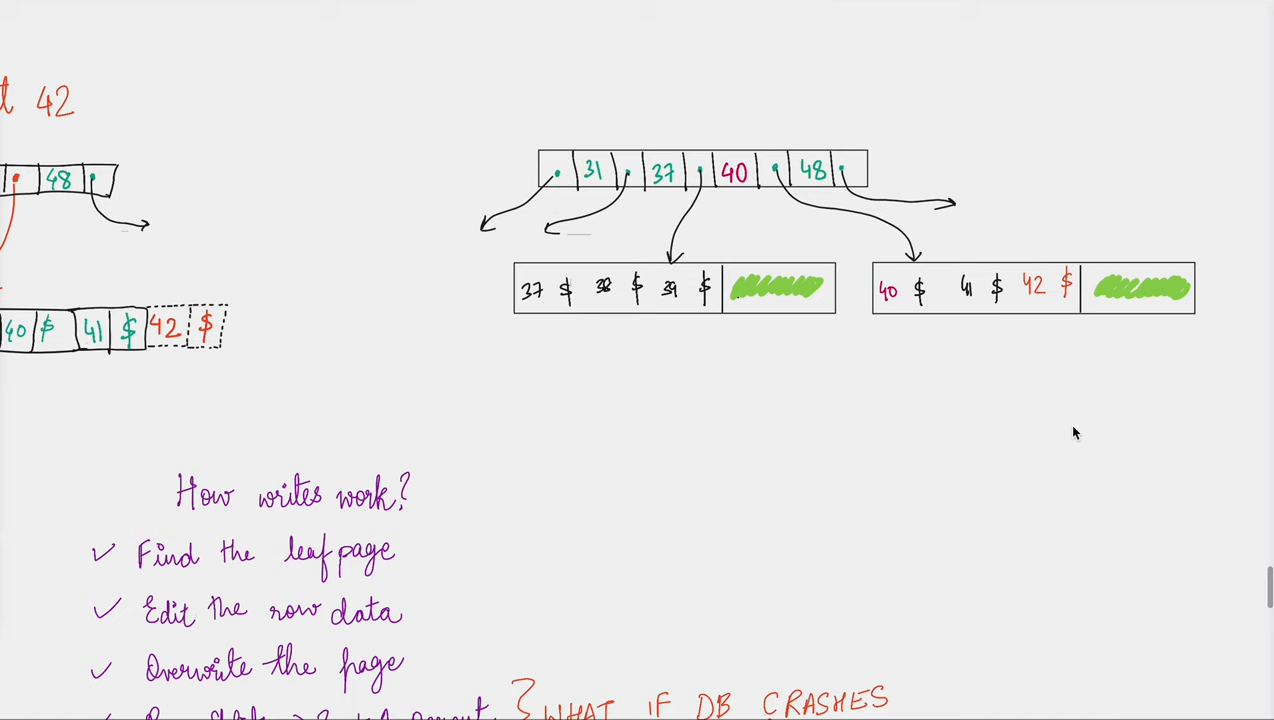 t 42
48
40 $ 41 $ 42 $
31 37 40 48
37 $ 38 $ 39 $
40 $ 41 $ 42 $
How writes work?
✓ Find the leaf page
✓ Edit the row data
✓ Overwrite the page
WHAT IF DB CRASHES